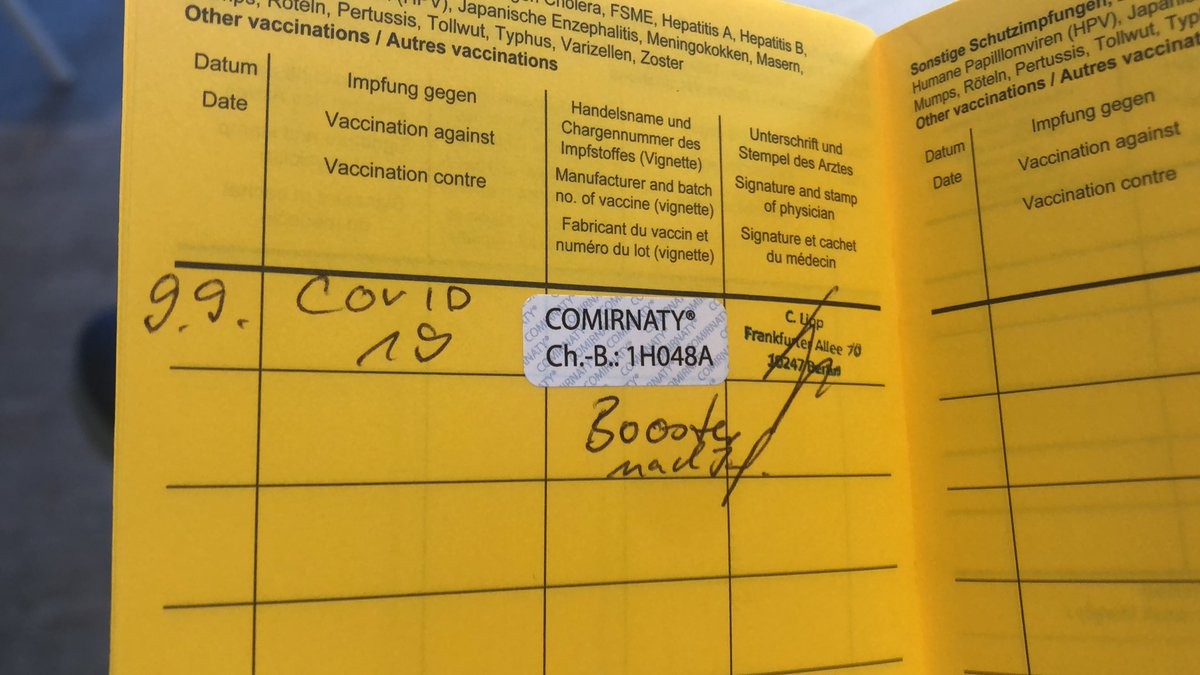 Cholera, FSME, Hepatitis A, Hepatitis B,
(HPV), Japanische Enzephalitis, Meningokokken, Masern,
Röteln, Pertussis, Tollwut, Typhus, Varizellen, Zoster
Other vaccinations / Autres vaccinations
Datum
Date
Impfung gegen
Vaccination against
Vaccination contre
Handelsname und
Chargennummer des
Impfstoffes (Vignette)
Manufacturer and batch
no. of vaccine (vignette)
Fabricant du vaccin et
numéro du lot (vignette)
Unterschrift und
Stempel des Arztes
Signature and stamp
of physician
Signature et cachet
du médecin
9.9.
COVID
19
COMIRNATY®
Ch.-B.: 1H048A
C. Lipp
Frankfurter Allee 70
10247 Berlin
Booster
nach
Sonstige Schutzimpfungen,
Humane Papillomviren (HPV),
Mumps, Röteln, Pertussis, Tollwut,
Other vaccinations / Autres
Datum
Date
Impfung gegen
Vaccination against
Vaccination contre